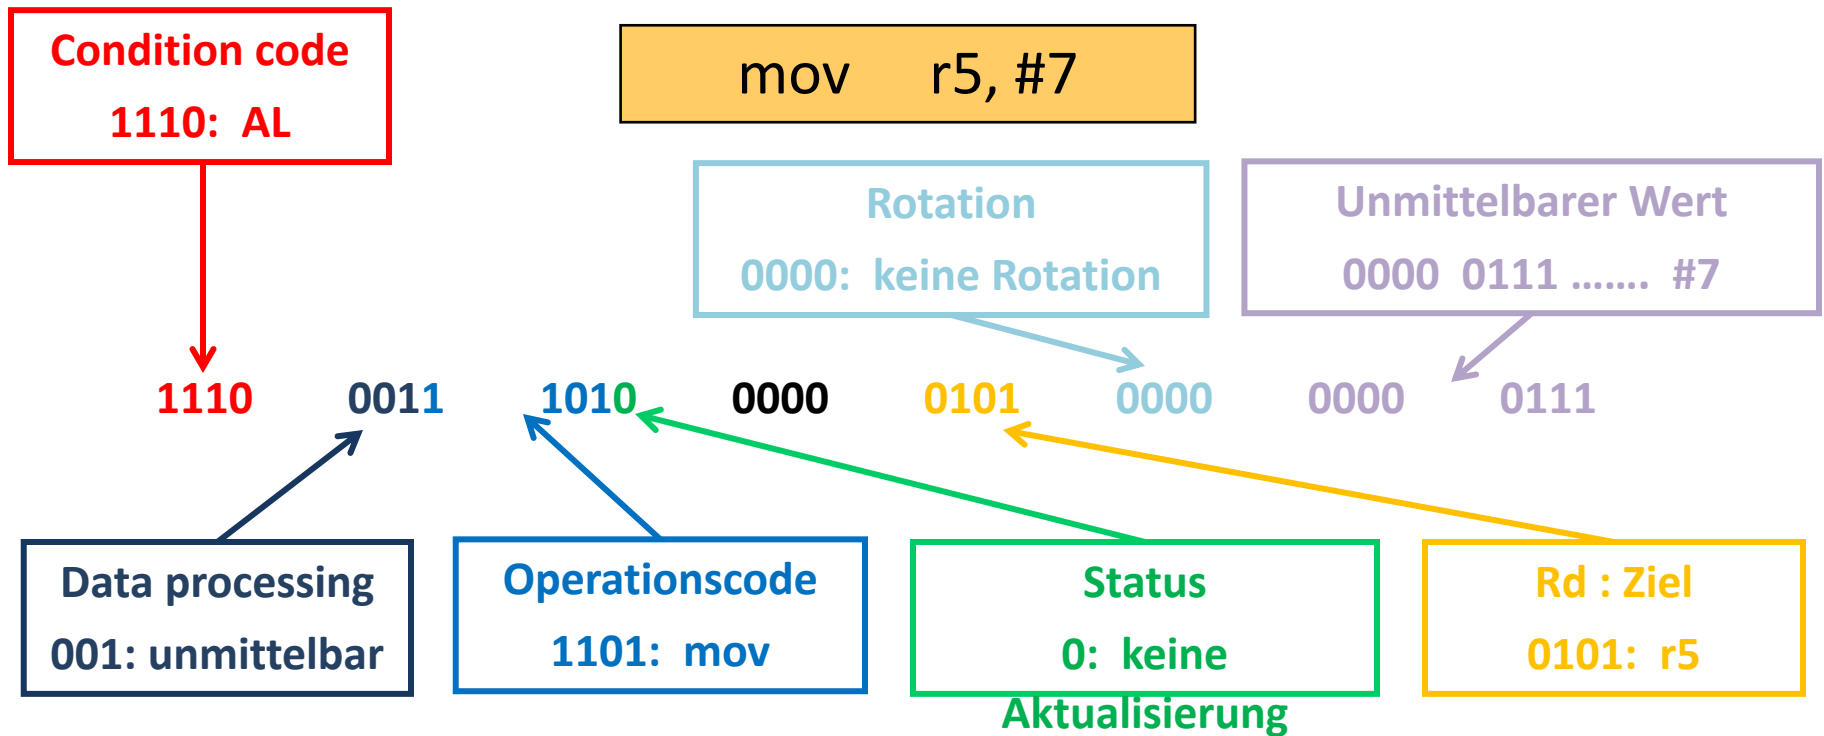 Condition code
1110: AL
mov r5, #7
Rotation
0000: keine Rotation
Unmittelbarer Wert
0000 0111 ....... #7
1110 0011 1010 0000 0101 0000 0000 0111
Data processing
001: unmittelbar
Operationscode
1101: mov
Status
0: keine
Aktualisierung
Rd : Ziel
0101: r5